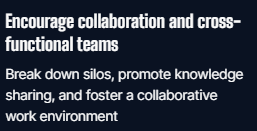 Encourage collaboration and cross-
functional teams
Break down silos, promote knowledge
sharing, and foster a collaborative
work environment